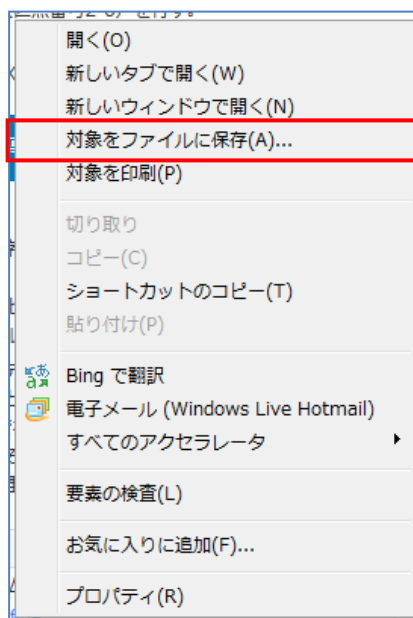 開く(O)
新しいタブで開く(W)
新しいウィンドウで開く(N)
対象をファイルに保存(A)...
対象を印刷(P)
切り取り
コピー(C)
ショートカットのコピー(T)
貼り付け(P)
Bing で翻訳
電子メール (Windows Live Hotmail)
すべてのアクセラレータ
要素の検査(L)
お気に入りに追加(F)...
プロパティ(R)